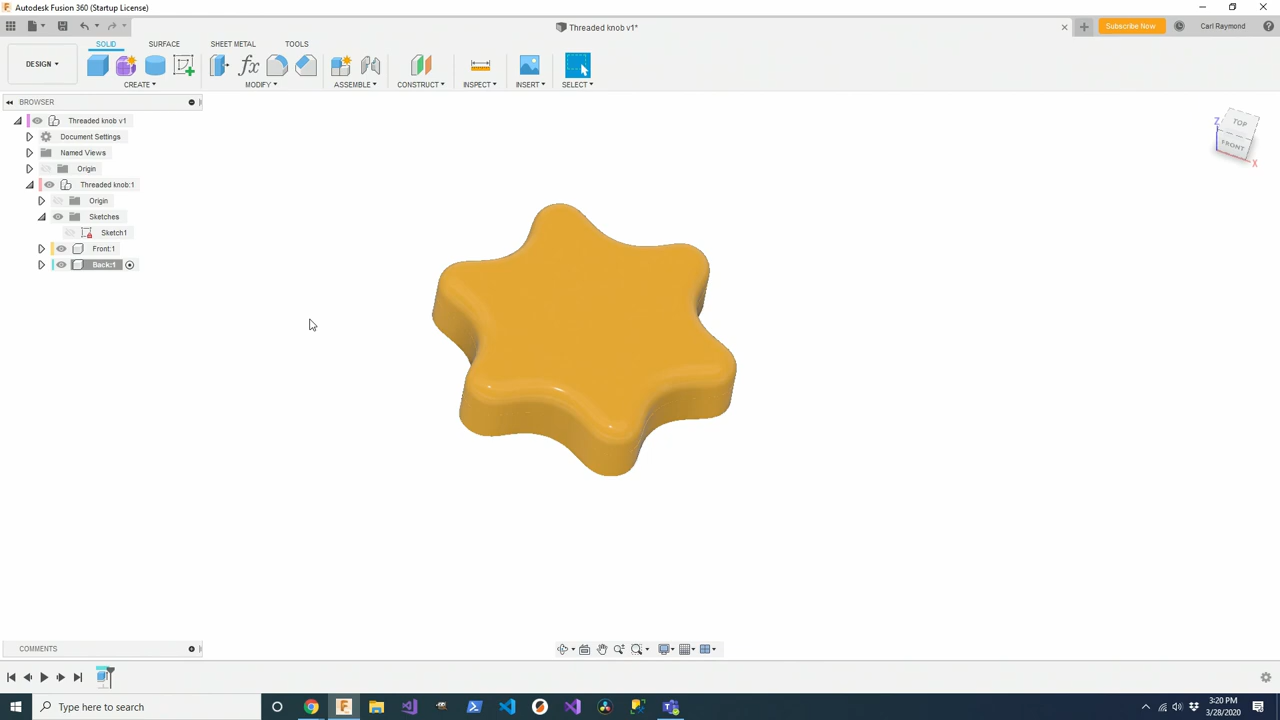 Autodesk Fusion 360 (Startup License)
Threaded knob v1*
Subscribe Now
Carl Raymond
DESIGN
SOLID
SURFACE
SHEET METAL
TOOLS
CREATE
MODIFY
ASSEMBLE
CONSTRUCT
INSPECT
INSERT
SELECT
BROWSER
Threaded knob v1
Document Settings
Named Views
Origin
Threaded knob:1
Origin
Sketches
Sketch1
Front:1
Back:1
TOP
FRONT
Z
X
COMMENTS
Type here to search
3:20 PM
3/28/2020